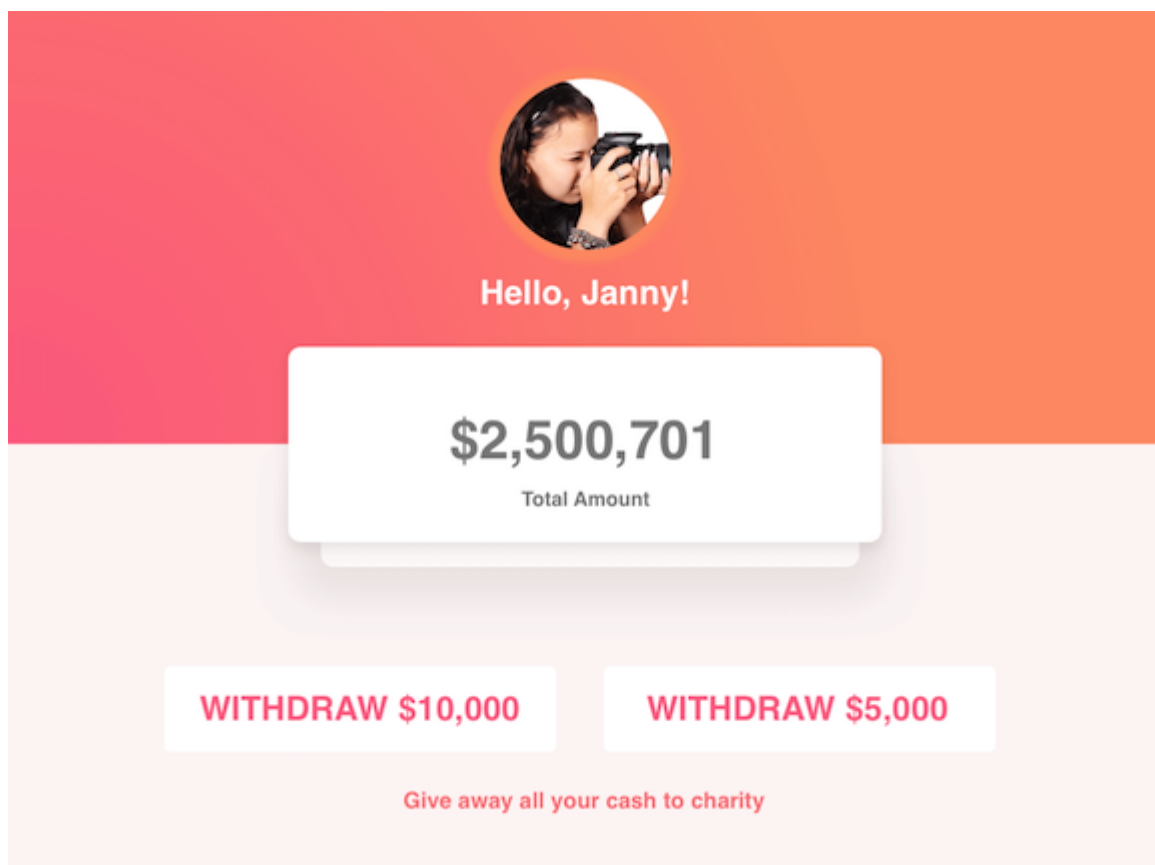 Hello, Janny!
$2,500,701
Total Amount
WITHDRAW $10,000
WITHDRAW $5,000
Give away all your cash to charity